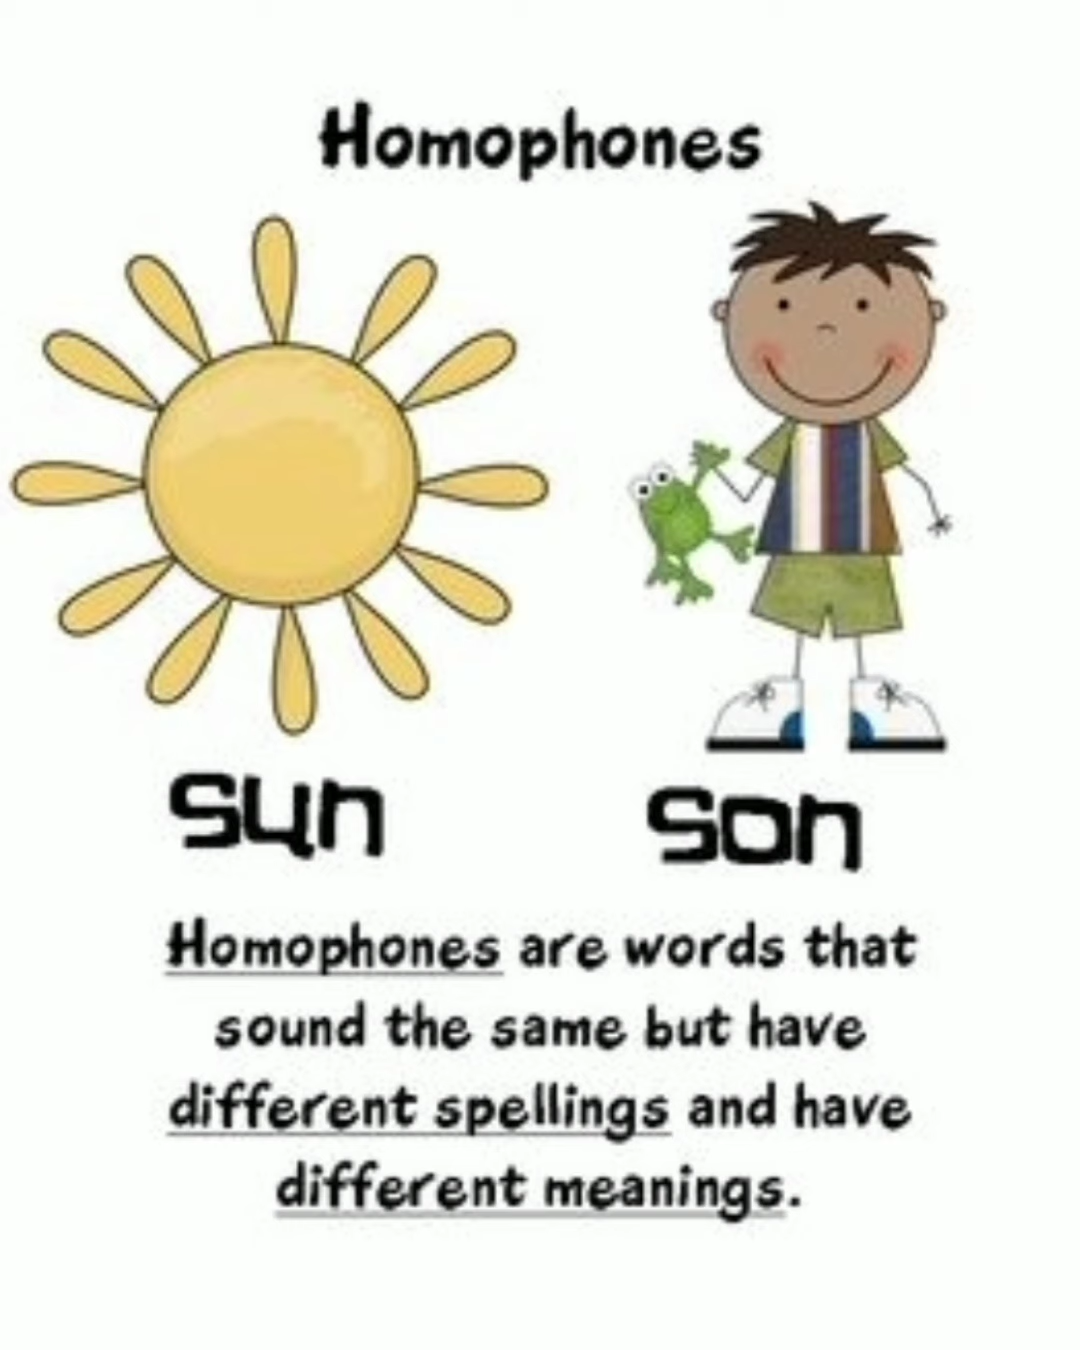 Homophones
sun
son
Homophones are words that
sound the same but have
different spellings and have
different meanings.